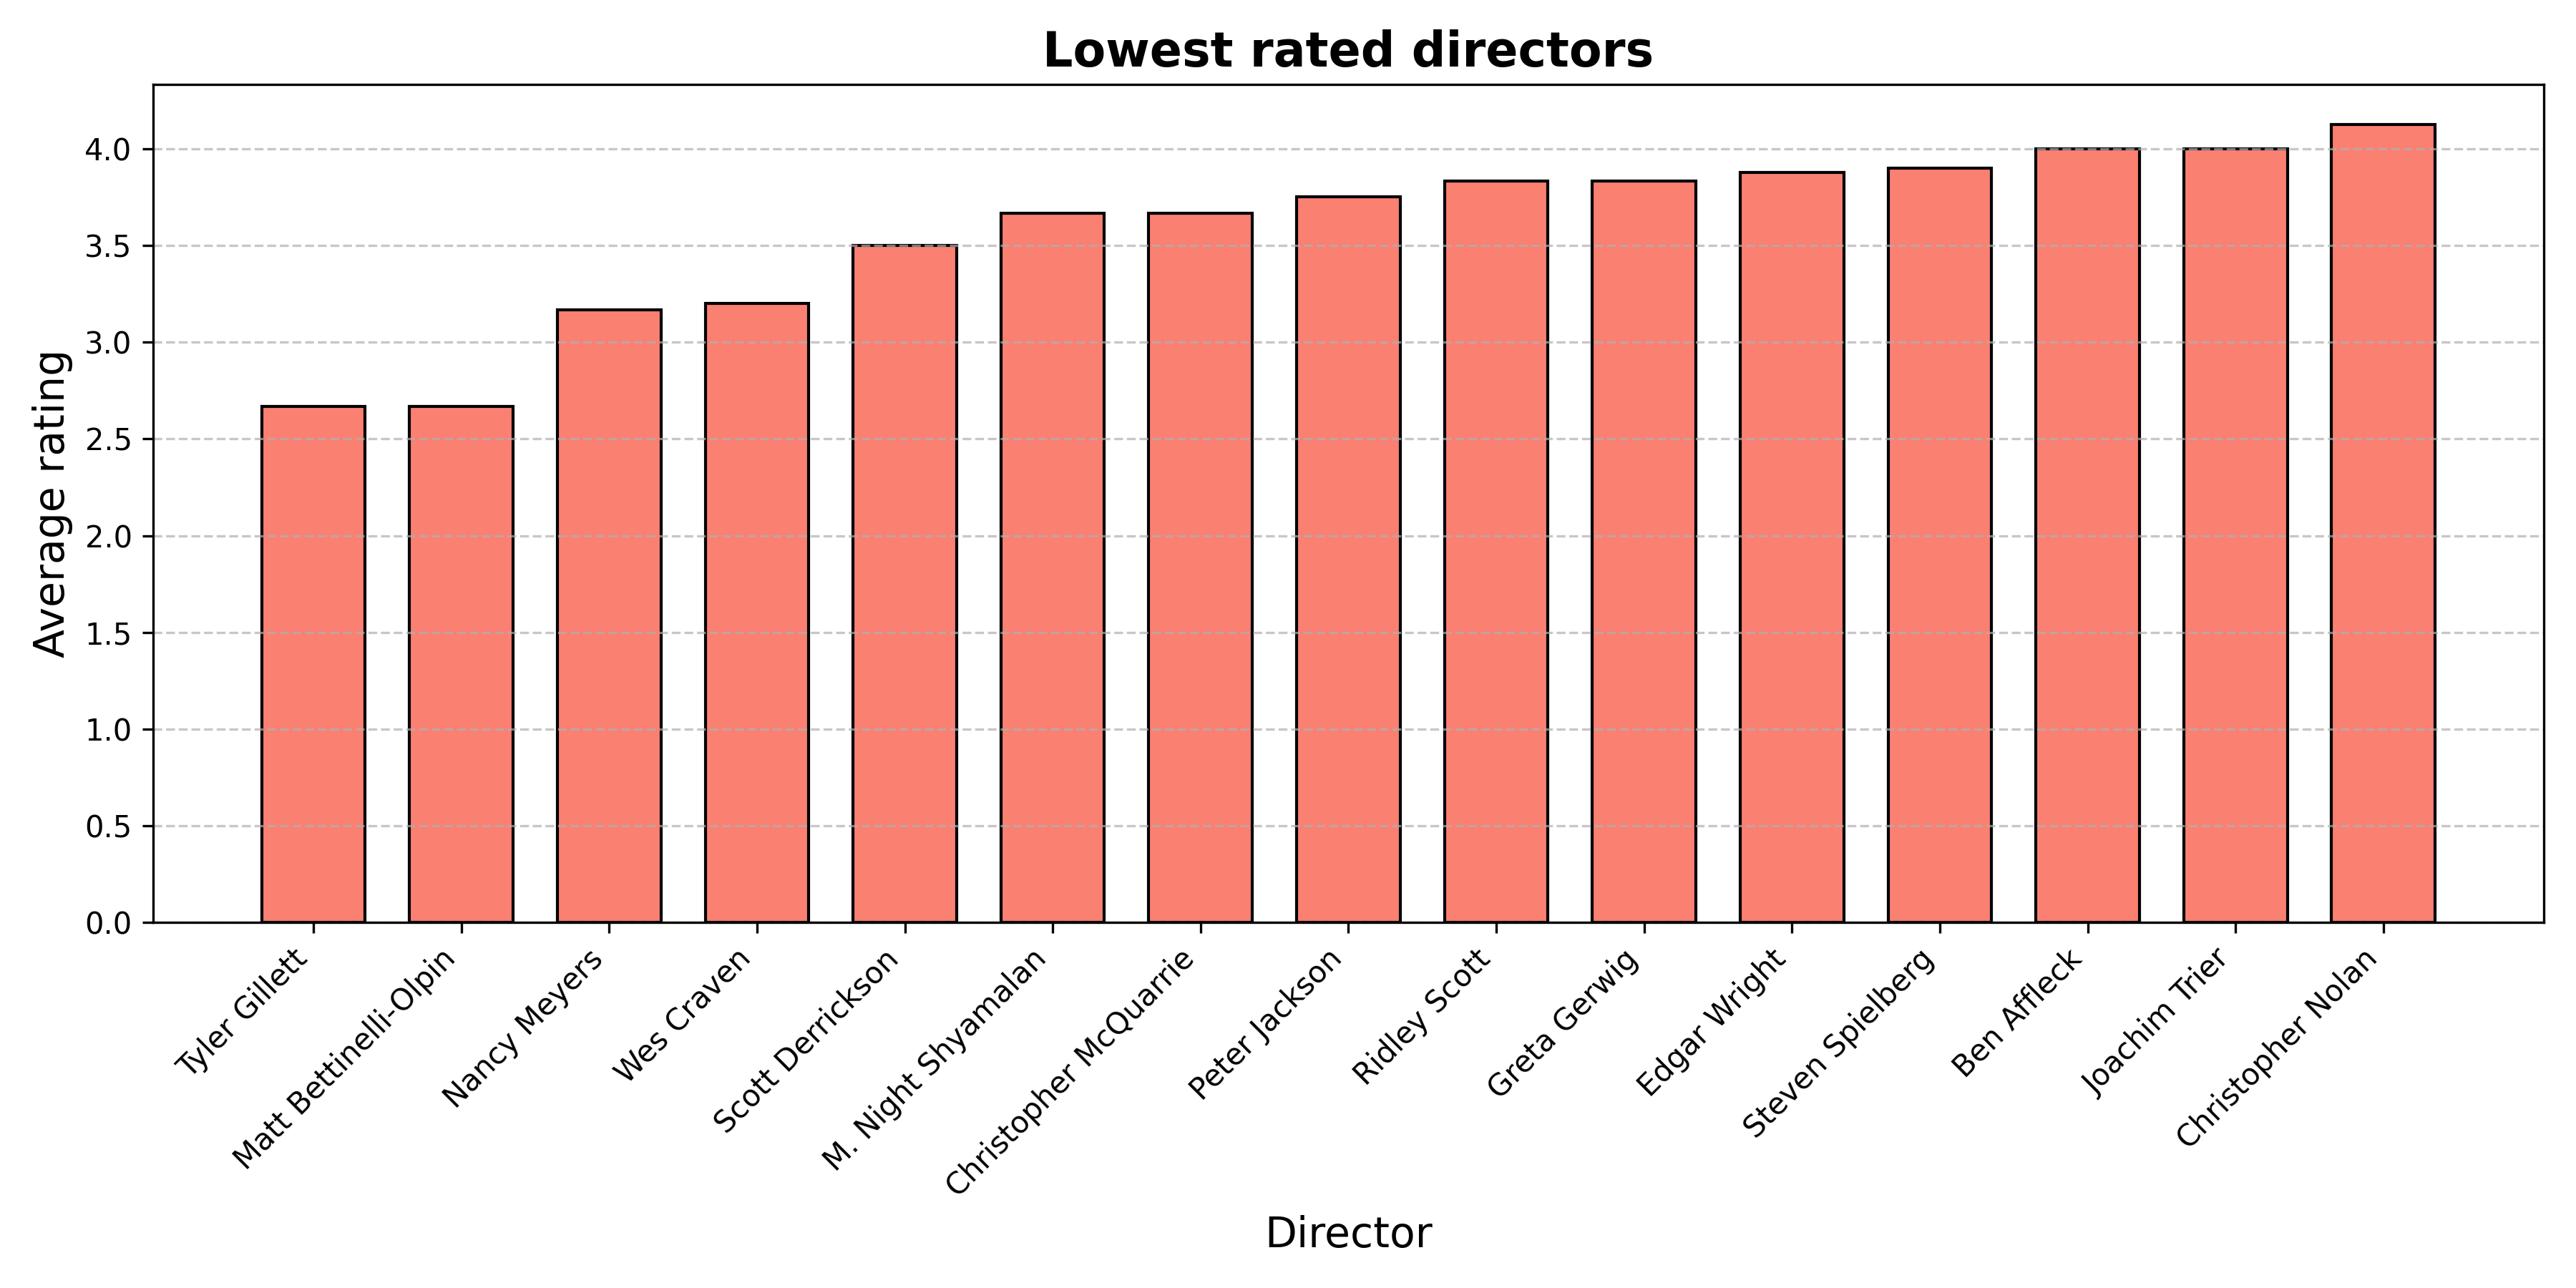 Lowest rated directors
Average rating
4.0
3.5
3.0
2.5
2.0
1.5
1.0
0.5
0.0
Tyler Gillett
Matt Bettinelli-Olpin
Nancy Meyers
Wes Craven
Scott Derrickson
M. Night Shyamalan
Christopher McQuarrie
Peter Jackson
Ridley Scott
Greta Gerwig
Edgar Wright
Steven Spielberg
Ben Affleck
Joachim Trier
Christopher Nolan
Director